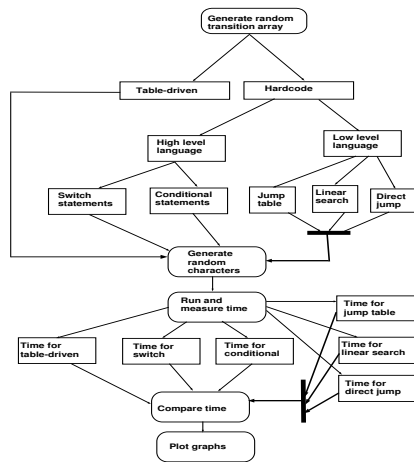 Generate random
transition array
Table-driven
Hardcode
High level
language
Low level
language
Switch
statements
Conditional
statements
Jump
table
Linear
search
Direct
jump
Generate
random
characters
Run and
measure time
Time for
jump table
Time for
table-driven
Time for
switch
Time for
conditional
Time for
linear search
Time for
direct jump
Compare time
Plot graphs